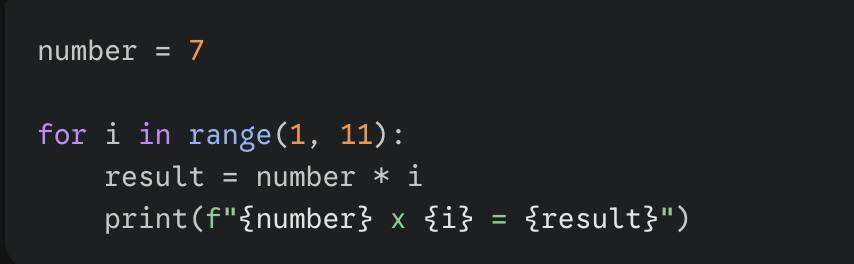 number = 7
for i in range(1, 11):
    result = number * i
    print(f"{number} x {i} = {result}")